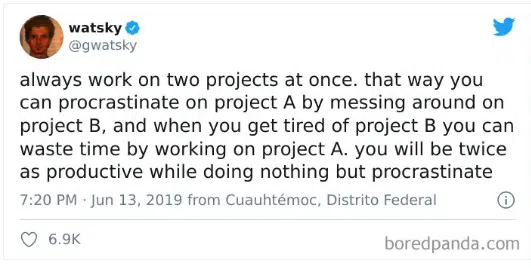 watsky
@gwatsky
always work on two projects at once. that way you
can procrastinate on project A by messing around on
project B, and when you get tired of project B you can
waste time by working on project A. you will be twice
as productive while doing nothing but procrastinate
7:20 PM · Jun 13, 2019 from Cuauhtémoc, Distrito Federal
6.9K
boredpanda.com